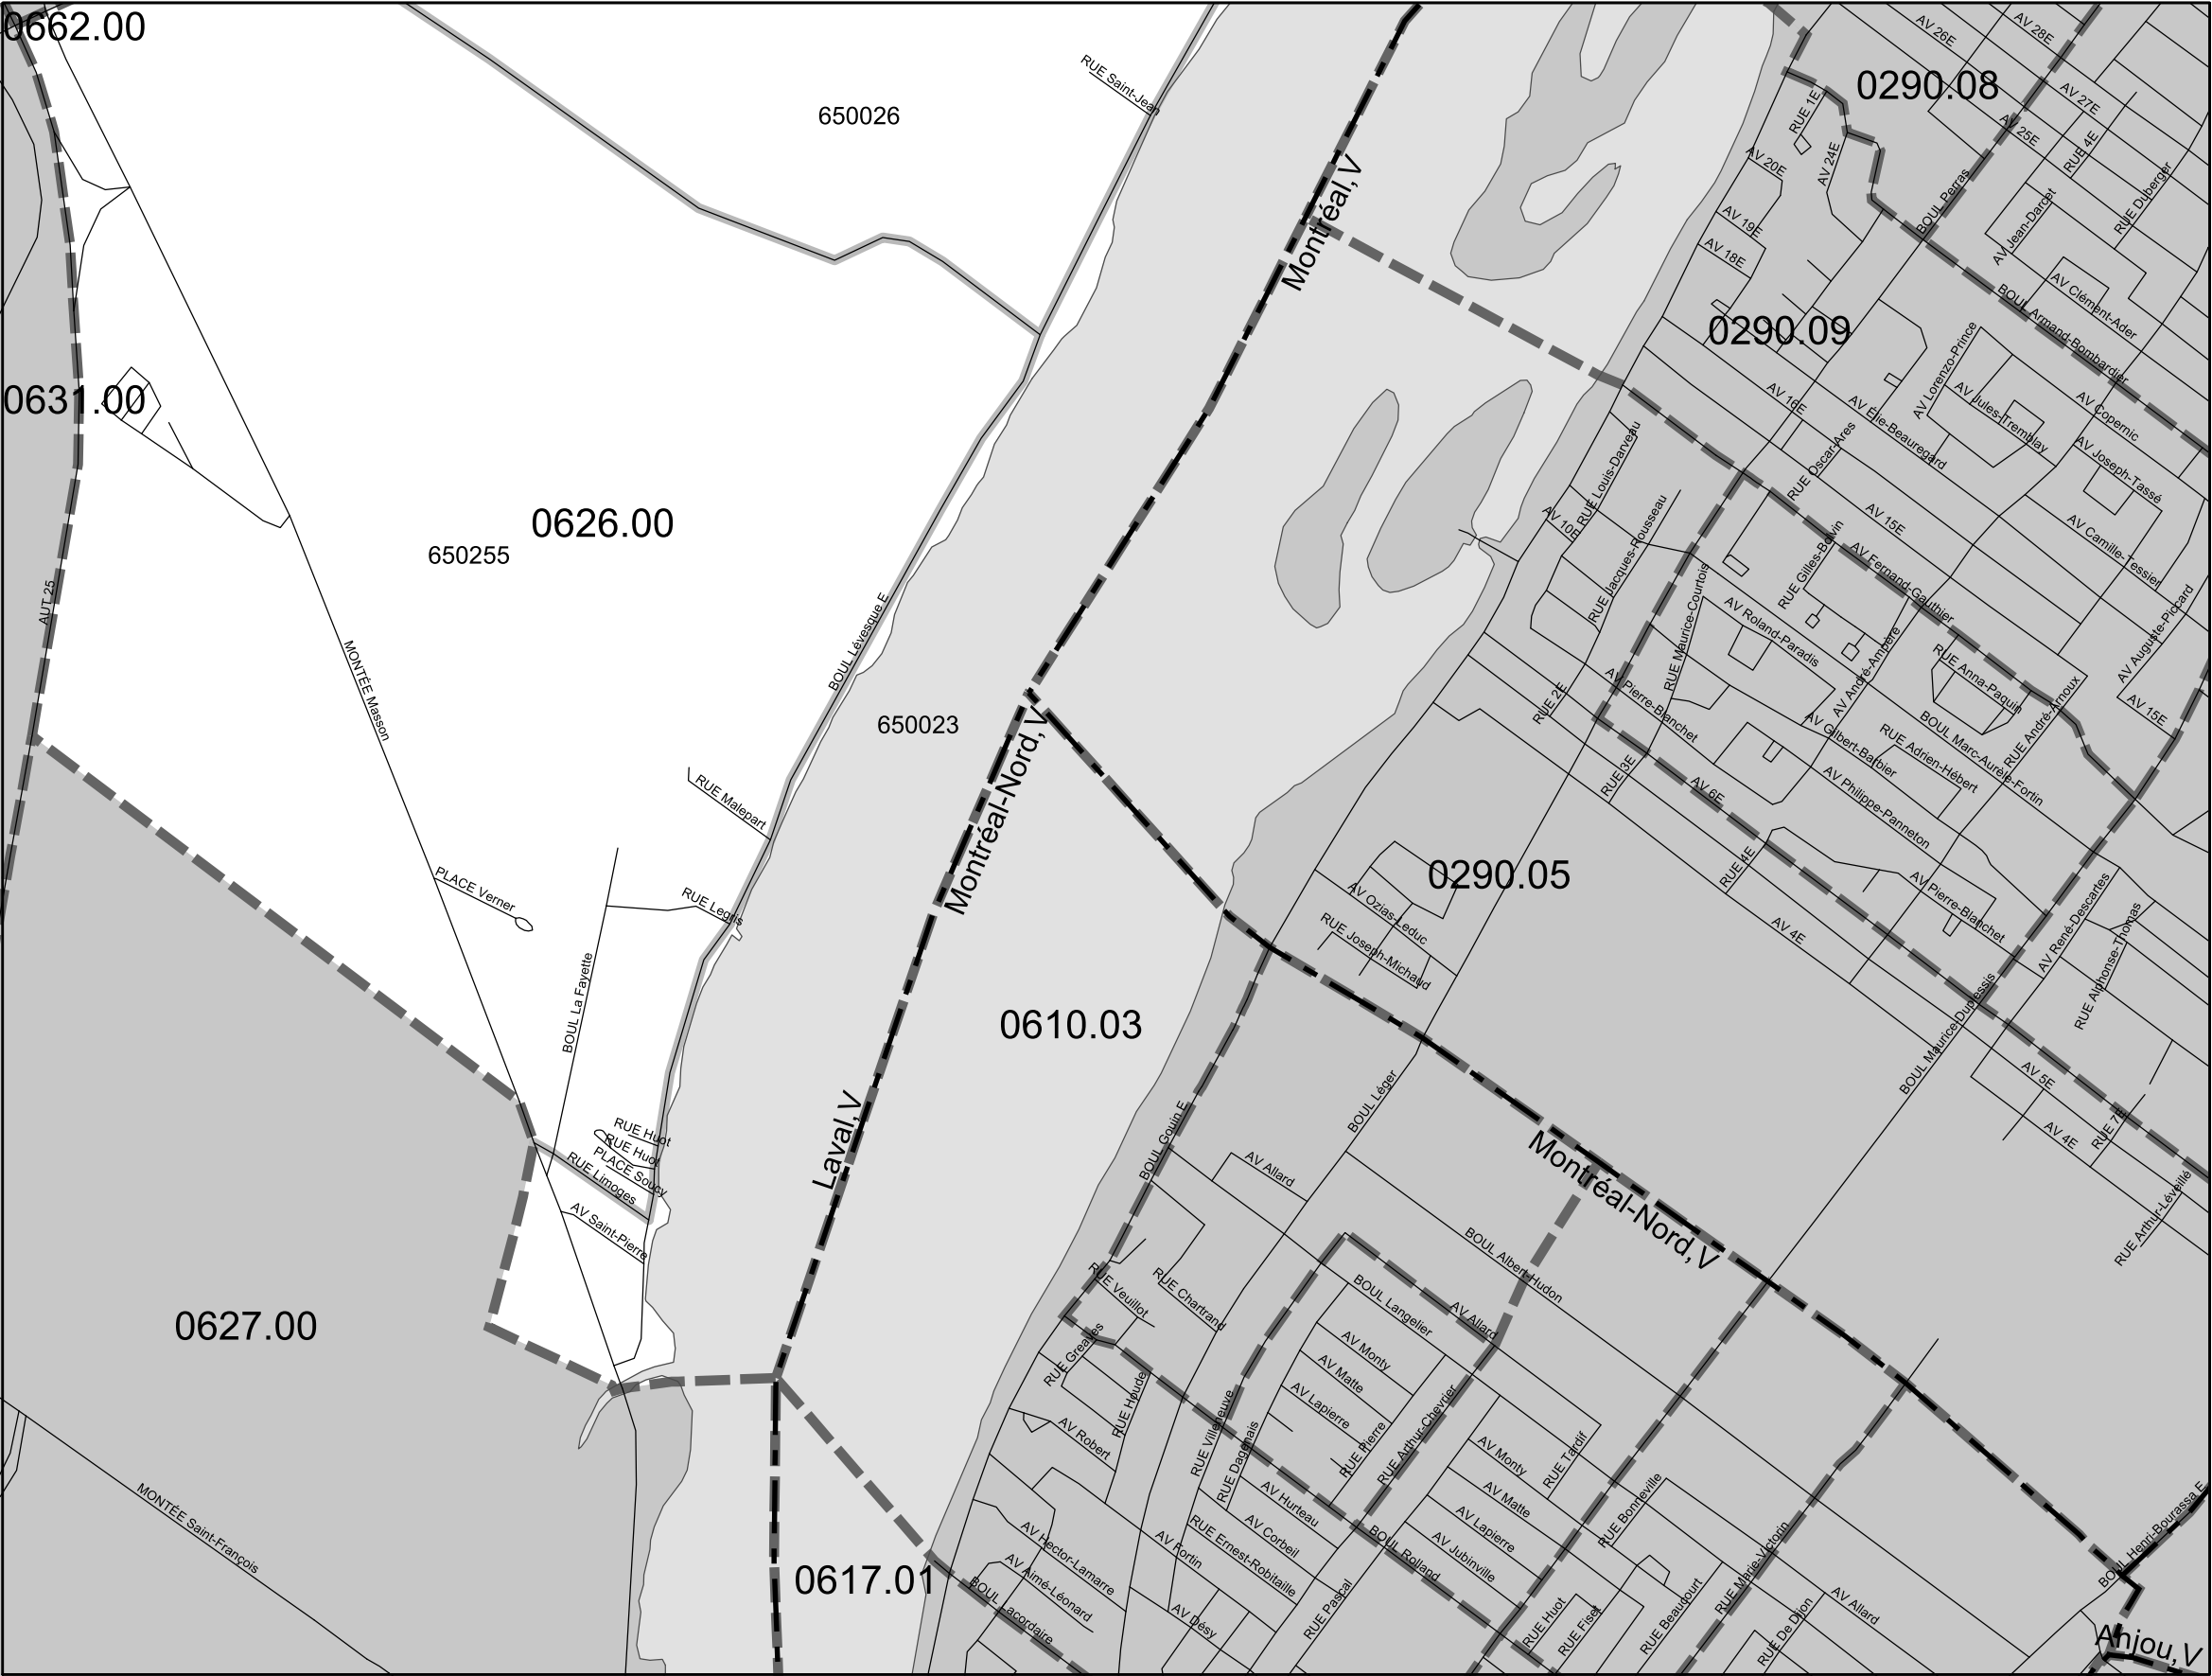 0662.00
650026
RUE Saint-Jean
Montréal,V
AV 26E
AV 28E
0290.08
RUE 1E
AV 27E
AV 25E
RUE 4E
AV 20E
AV 24E
BOUL Perras
AV Jean-Darcet
RUE Duberger
AV 19E
AV 18E
0290.09
AV Clément-Ader
BOUL Armand-Bombardier
AV Lorenzo-Prince
AV Jules-Tremblay
AV Copernic
AV 16E
AV Élie-Beauregard
RUE Oscar-Ares
AV Joseph-Tassé
0631.00
0626.00
650255
AUT 25
MONTÉE Masson
BOUL Lévesque E
650023
RUE Louis-Darveau
AV 10E
RUE Jacques-Rousseau
AV 15E
AV Camille-Tessier
RUE Gilles-Boivin
AV Fernand-Gauthier
RUE Maurice-Courtois
AV Roland-Paradis
AV André-Ampère
RUE Anna-Paquin
AV Auguste-Piccard
AV 15E
RUE 2E
AV Pierre-Blanchet
AV Gilbert-Barbier
RUE Adrien-Hébert
BOUL Marc-Aurèle-Fortin
RUE André-Arnoux
RUE 3E
AV 6E
AV Philippe-Panneton
RUE 4E
AV Pierre-Blanchet
AV 4E
AV René-Descartes
RUE Alphonse-Thomas
BOUL Maurice-Duplessis
AV 5E
AV 4E
RUE 7E
RUE Arthur-Léveillé
Montréal-Nord,V
RUE Malepart
PLACE Verner
RUE Legris
BOUL La Fayette
0290.05
AV Ozias-Leduc
RUE Joseph-Michaud
0610.03
Laval,V
BOUL Gouin E
BOUL Léger
Montréal-Nord,V
RUE Huot
RUE Huot
PLACE Soucy
RUE Limoges
AV Saint-Pierre
AV Allard
BOUL Albert-Hudon
RUE Veuillot
RUE Chartrand
BOUL Langelier
AV Allard
0627.00
RUE Greaves
AV Monty
AV Matte
AV Lapierre
RUE Houde
AV Robert
RUE Villeneuve
RUE Dagenais
RUE Pierre
RUE Arthur-Chevrier
AV Monty
AV Matte
AV Lapierre
AV Jubinville
RUE Tardif
RUE Bonneville
RUE Marie-Victorin
BOUL Henri-Bourassa E
MONTÉE Saint-François
0617.01
AV Hector-Lamarre
AV Aimé-Léonard
BOUL Lacordaire
AV Fortin
AV Hurteau
AV Corbeil
RUE Ernest-Robitaille
BOUL Rolland
AV Désy
RUE Pascal
RUE Huot
RUE Fiset
RUE Beaucourt
RUE De Dijon
AV Allard
Anjou,V